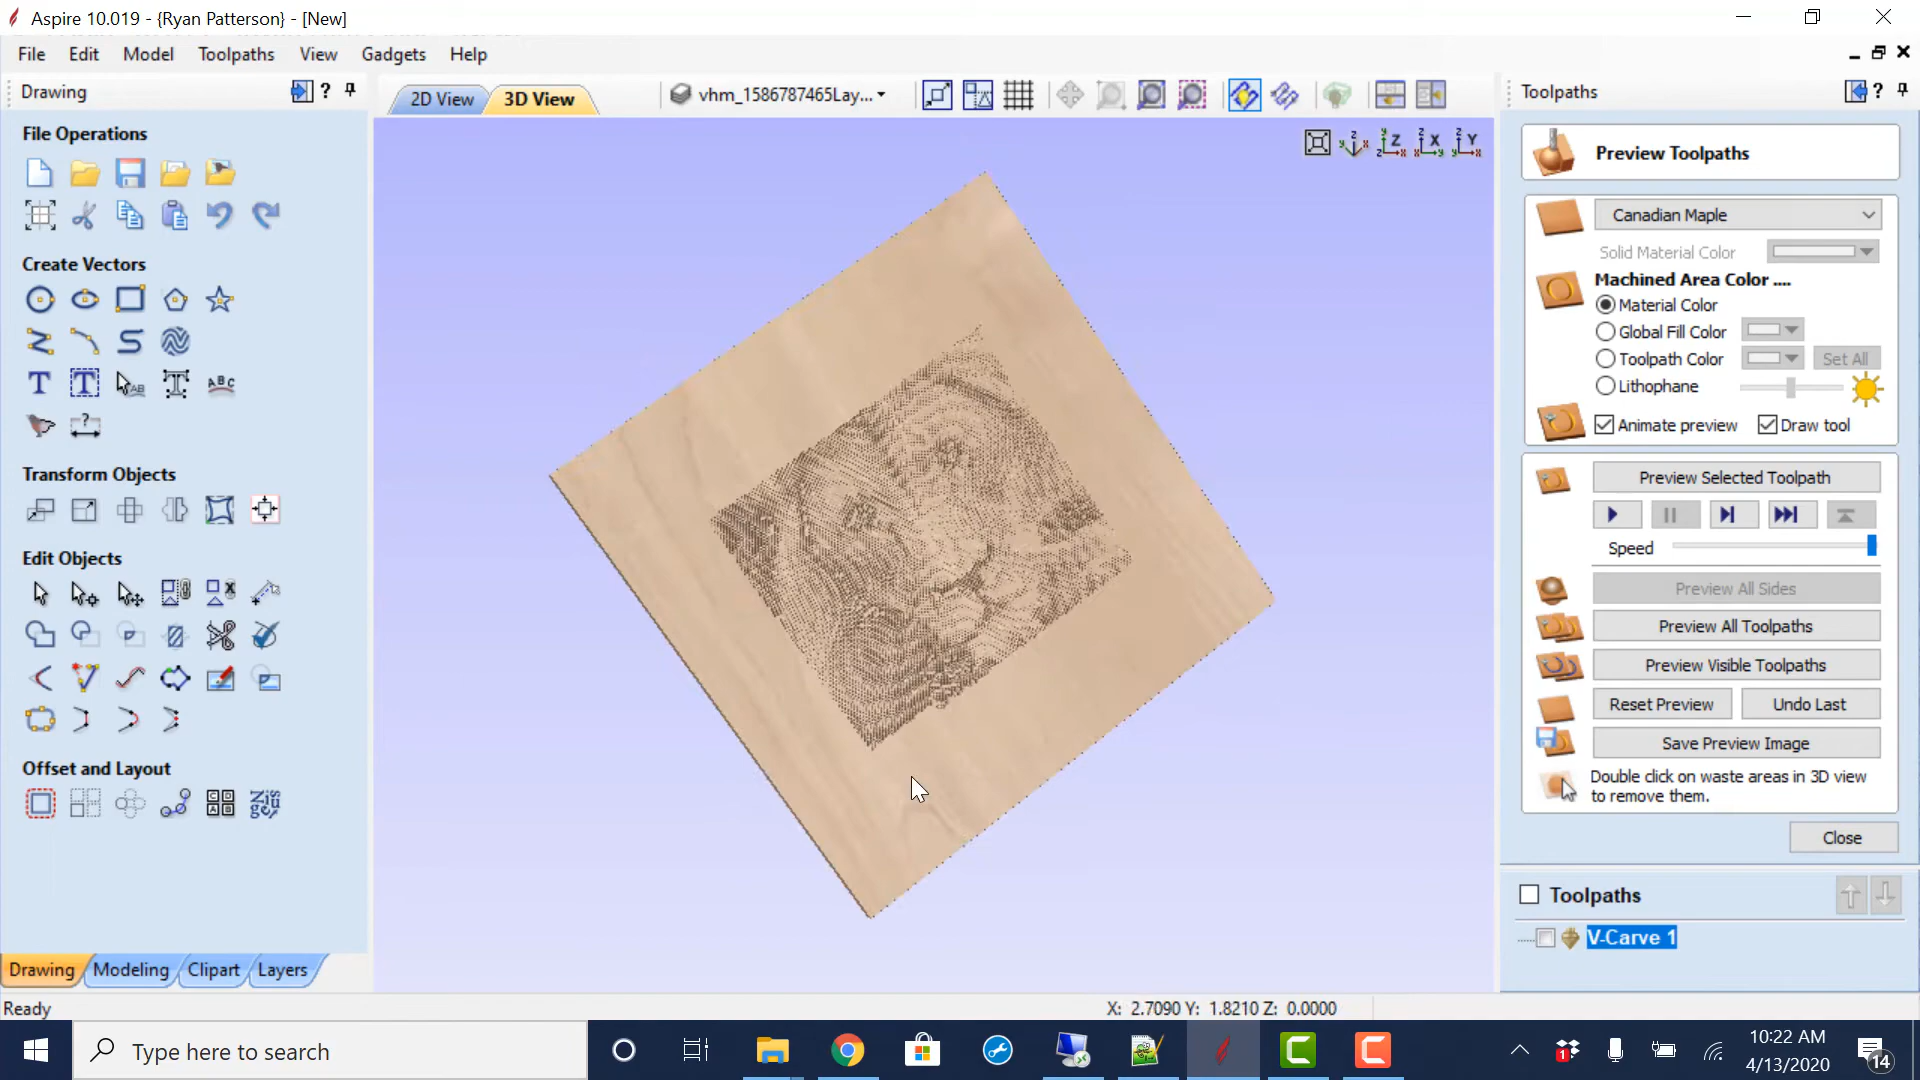 Aspire 10.019 - {Ryan Patterson} - [New]
File Edit Model Toolpaths View Gadgets Help
Drawing
?
File Operations
Create Vectors
T T AB T ABC
?
Transform Objects
Edit Objects
Offset and Layout
Drawing Modeling Clipart Layers
Ready
2D View 3D View vhm_1586787465Lay...
X: 2.7090 Y: 1.8210 Z: 0.0000
Toolpaths
?
Preview Toolpaths
Canadian Maple
Solid Material Color
Machined Area Color ....
Material Color
Global Fill Color
Toolpath Color Set All
Lithophane
Animate preview Draw tool
Preview Selected Toolpath
Speed
Preview All Sides
Preview All Toolpaths
Preview Visible Toolpaths
Reset Preview Undo Last
Save Preview Image
Double click on waste areas in 3D view
to remove them.
Close
Toolpaths
V-Carve 1
Type here to search
10:22 AM
4/13/2020
1
14